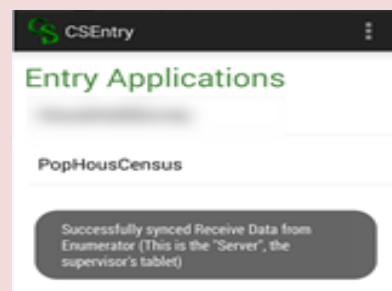 CSEntry
Entry Applications
PopHousCensus
Successfully synced Receive Data from
Enumerator (This is the "Server", the
supervisor's tablet)